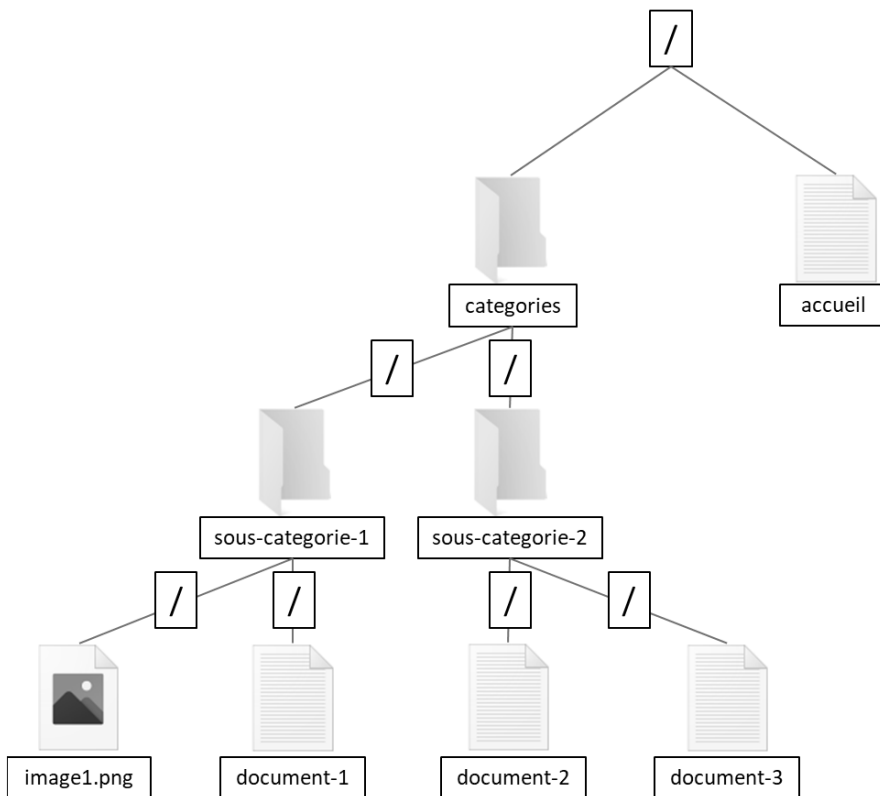 /
categories
accueil
/
/
sous-categorie-1
sous-categorie-2
/
/
/
/
image1.png
document-1
document-2
document-3